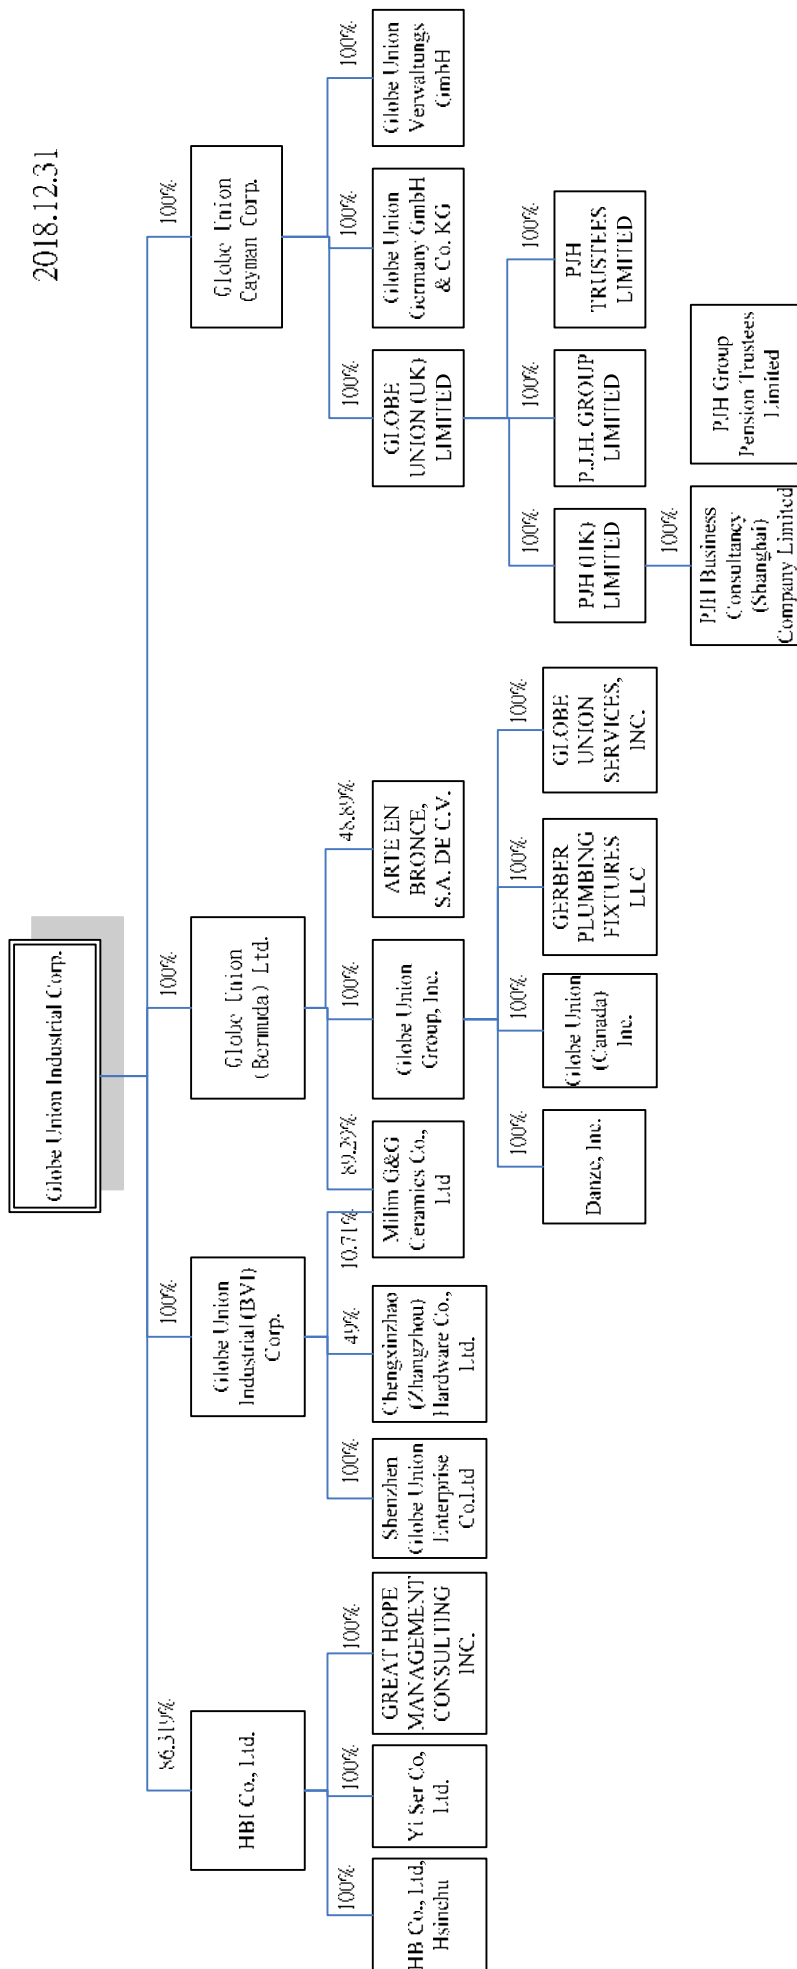 2018.12.31
Globe Union Industrial Corp.
86.31%
100%
100%
100%
HBI Co., Ltd.
Globe Union
Industrial (BVI)
Corp.
Globe Union
(Bermuda) Ltd.
Globe Union
Cayman Corp.
100%
100%
100%
100%
49%
10.71%
89.29%
100%
48.89%
100%
100%
100%
HB Co., Ltd,
Hsinchu
Yi Ser Co,
Ltd.
GREAT HOPE
MANAGEMENT
CONSULTING
INC.
Shenzhen
Globe Union
Enterprise
Co.Ltd
Chengxinzhao
(Zhangzhou)
Hardware Co.,
Ltd.
Milim G&G
Ceramics Co.,
Ltd
Globe Union
Group, Inc.
ARTE EN
BRONCE,
S.A. DE C.V.
GLOBE
UNION (UK)
LIMITED
Globe Union
Germany GmbH
& Co. KG
Globe Union
Verwaltungs
GmbH
100%
100%
100%
100%
100%
100%
100%
Danze, Inc.
Globe Union
(Canada)
Inc.
GERBER
PLUMBING
FIXTURES
LLC
GLOBE
UNION
SERVICES,
INC.
PJH (HK)
LIMITED
P.J.H. GROUP
LIMITED
PJH
TRUSTEES
LIMITED
100%
PJH Business
Consultancy
(Shanghai)
Company Limited
PJH Group
Pension Trustees
Limited